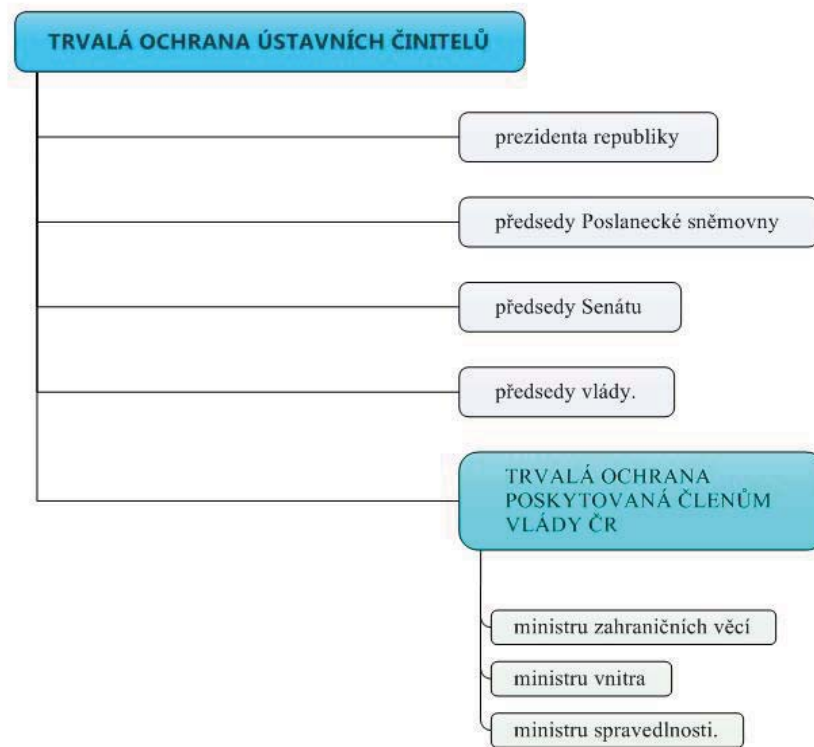 TRVALÁ OCHRANA ÚSTAVNÍCH ČINITELŮ
prezidenta republiky
předsedy Poslanecké sněmovny
předsedy Senátu
předsedy vlády.
TRVALÁ OCHRANA
POSKYTOVANÁ ČLENŮM
VLÁDY ČR
ministru zahraničních věcí
ministru vnitra
ministru spravedlnosti.